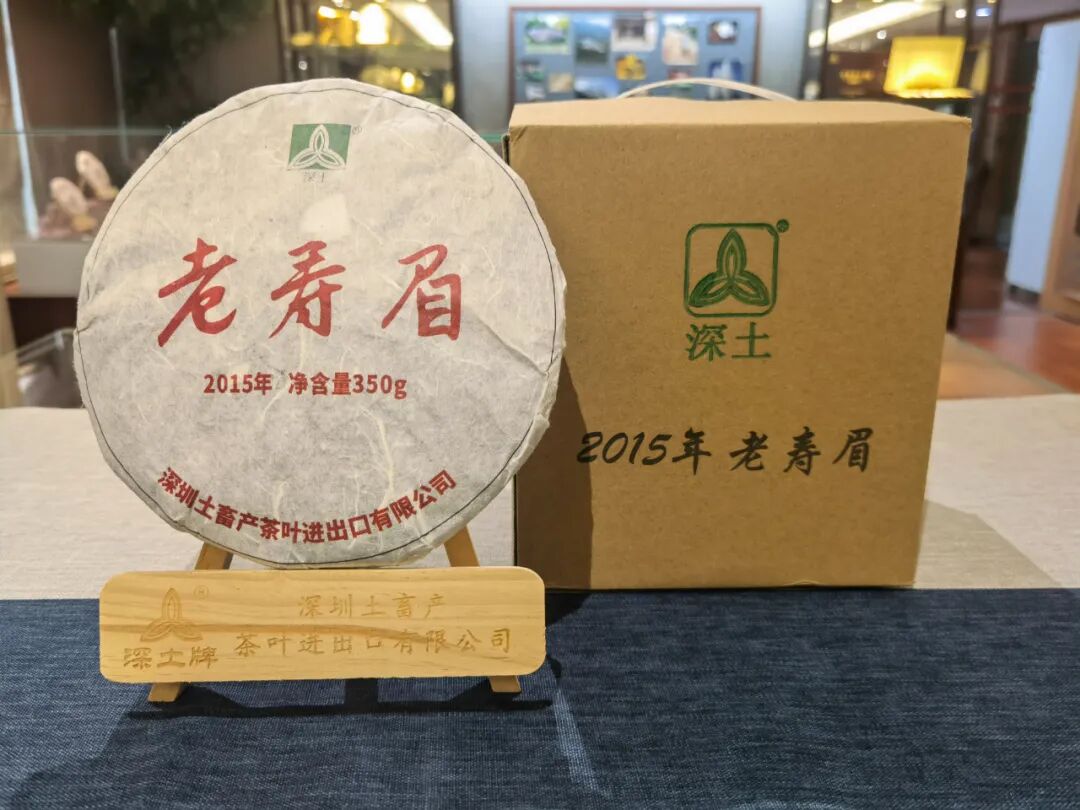 深土
老寿眉
2015年 净含量350g
深圳土畜产茶叶进出口有限公司
深土牌
深圳土畜产
茶叶进出口有限公司
深土
2015年 老寿眉